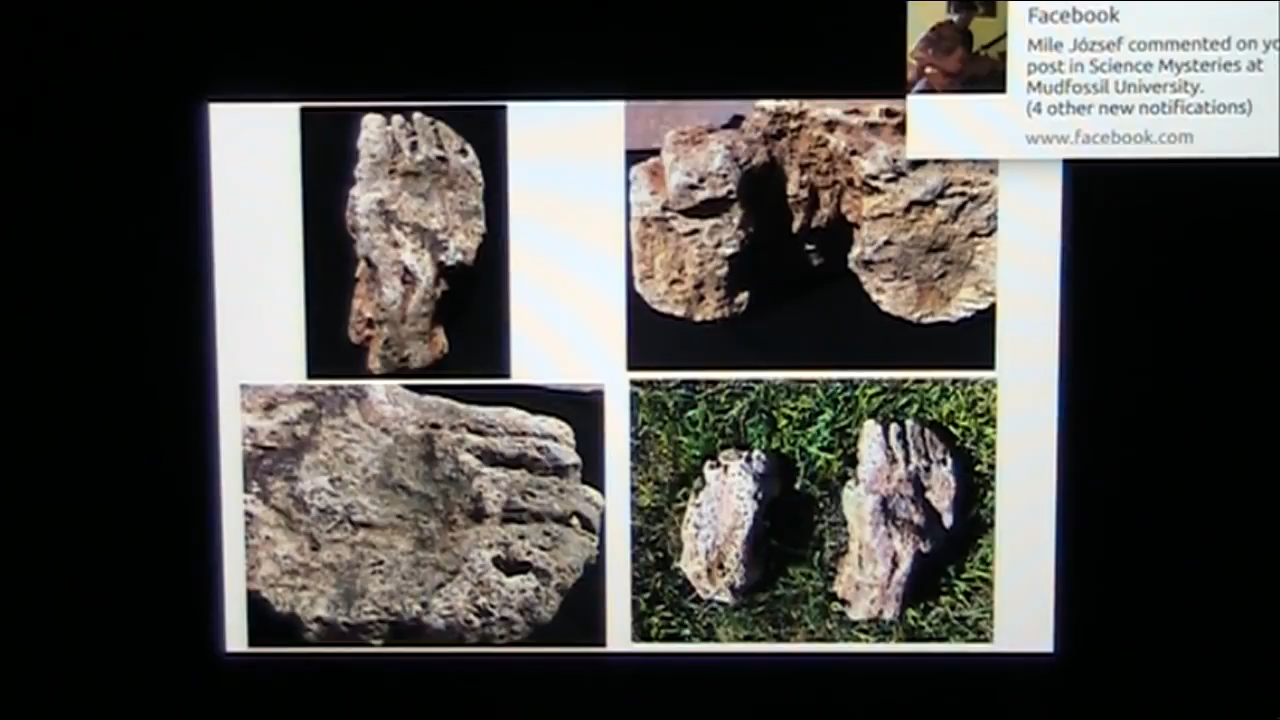 Facebook
Mile József commented on yo
post in Science Mysteries at
Mudfossil University.
(4 other new notifications)
www.facebook.com